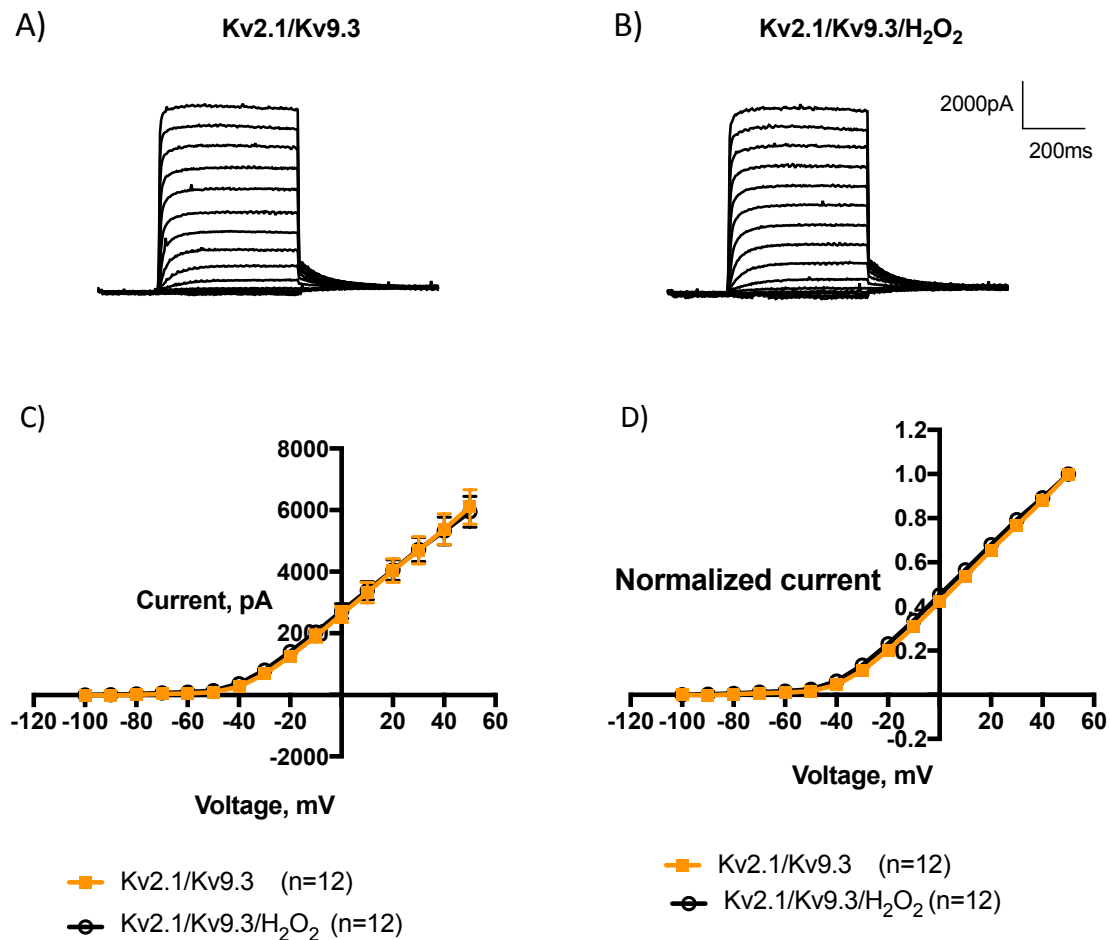 A)
Kv2.1/Kv9.3
B)
Kv2.1/Kv9.3/H₂O₂
2000pA
200ms
C)
8000
6000
4000
2000
-2000
Current, pA
-120 -100 -80 -60 -40 -20 20 40 60
Voltage, mV
Kv2.1/Kv9.3 (n=12)
Kv2.1/Kv9.3/H₂O₂ (n=12)
D)
1.2
1.0
0.8
0.6
0.4
0.2
-0.2
Normalized current
-120 -100 -80 -60 -40 -20 20 40 60
Voltage, mV
Kv2.1/Kv9.3 (n=12)
Kv2.1/Kv9.3/H₂O₂ (n=12)